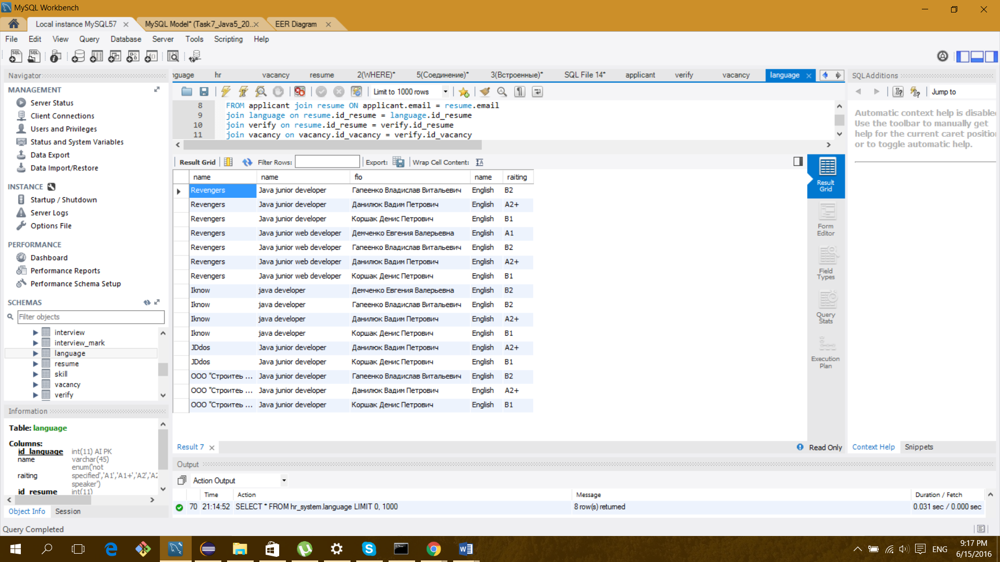 MySQL Workbench
Local instance MySQL57
MySQL Model* (Task7_Java5_20...
EER Diagram
File Edit View Query Database Server Tools Scripting Help
Navigator
MANAGEMENT
Server Status
Client Connections
Users and Privileges
Status and System Variables
Data Export
Data Import/Restore
INSTANCE
Startup / Shutdown
Server Logs
Options File
PERFORMANCE
Dashboard
Performance Reports
Performance Schema Setup
SCHEMAS
Filter objects
interview
interview_mark
language
resume
skill
vacancy
verify
Information
Table: language
Columns:
id_language int(11) AI PK
name varchar(45)
enum('not
raiting specified','A1','A1+','A2','A2
speaker')
id_resume int(11)
Object Info Session
Query Completed
nguage hr vacancy resume 2(WHERE)* 5(Соединение)* 3(Встроенные)* SQL File 14* applicant verify vacancy language
Limit to 1000 rows
8 FROM applicant join resume ON applicant.email = resume.email
9 join language on resume.id_resume = language.id_resume
10 join verify on resume.id_resume = verify.id_resume
11 join vacancy on vacancy.id_vacancy = verify.id_vacancy
Result Grid Filter Rows: Export: Wrap Cell Content:
name name fio name raiting
Revengers Java junior developer Гапеенко Владислав Витальевич English B2
Revengers Java junior developer Данилюк Вадим Петрович English A2+
Revengers Java junior developer Коршак Денис Петрович English B1
Revengers Java junior web developer Демченко Евгения Валерьевна English A1
Revengers Java junior web developer Гапеенко Владислав Витальевич English B2
Revengers Java junior web developer Данилюк Вадим Петрович English A2+
Revengers Java junior web developer Коршак Денис Петрович English B1
Iknow java developer Демченко Евгения Валерьевна English B2
Iknow java developer Гапеенко Владислав Витальевич English B2
Iknow java developer Данилюк Вадим Петрович English A2+
Iknow java developer Коршак Денис Петрович English B1
JDdos Java junior developer Данилюк Вадим Петрович English A2+
JDdos Java junior developer Коршак Денис Петрович English B1
ООО "Строитеь ... Java junior developer Гапеенко Владислав Витальевич English B2
ООО "Строитеь ... Java junior developer Данилюк Вадим Петрович English A2+
ООО "Строитеь ... Java junior developer Коршак Денис Петрович English B1
Result
Grid
Form
Editor
Field
Types
Query
Stats
Execution
Plan
Result 7
Read Only
SQLAdditions
Jump to
Automatic context help is disabled
Use the toolbar to manually get
help for the current caret position
or to toggle automatic help.
Context Help Snippets
Output
Action Output
Time Action Message Duration / Fetch
70 21:14:52 SELECT * FROM hr_system.language LIMIT 0, 1000 8 row(s) returned 0.031 sec / 0.000 sec
ENG
9:17 PM
6/15/2016